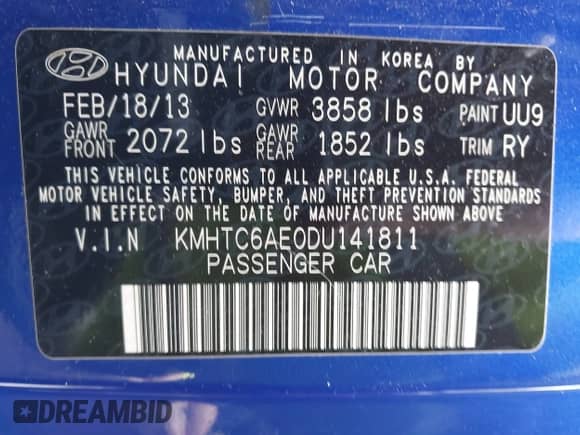 MANUFACTURED IN KOREA BY
HYUNDAI MOTOR COMPANY
FEB/18/13 GVWR 3858 lbs PAINT UU9
GAWR FRONT 2072 lbs GAWR REAR 1852 lbs TRIM RY
THIS VEHICLE CONFORMS TO ALL APPLICABLE U.S.A. FEDERAL
MOTOR VEHICLE SAFETY, BUMPER, AND THEFT PREVENTION STANDARDS
IN EFFECT ON THE DATE OF MANUFACTURE SHOWN ABOVE
V.I.N KMHTC6AE0DU141811
PASSENGER CAR
DREAMBID